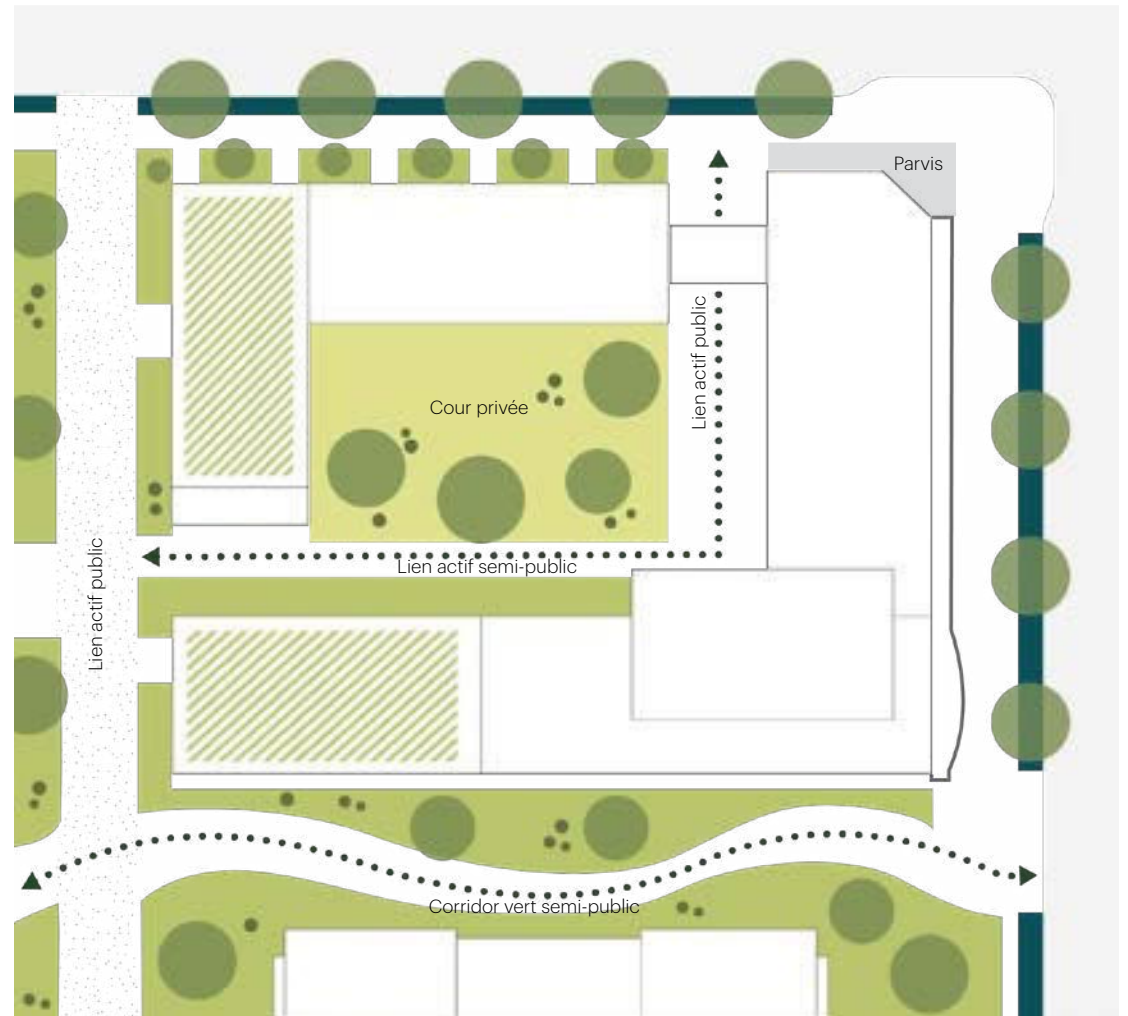 Parvis
Lien actif public
Cour privée
Lien actif semi-public
Lien actif public
Corridor vert semi-public